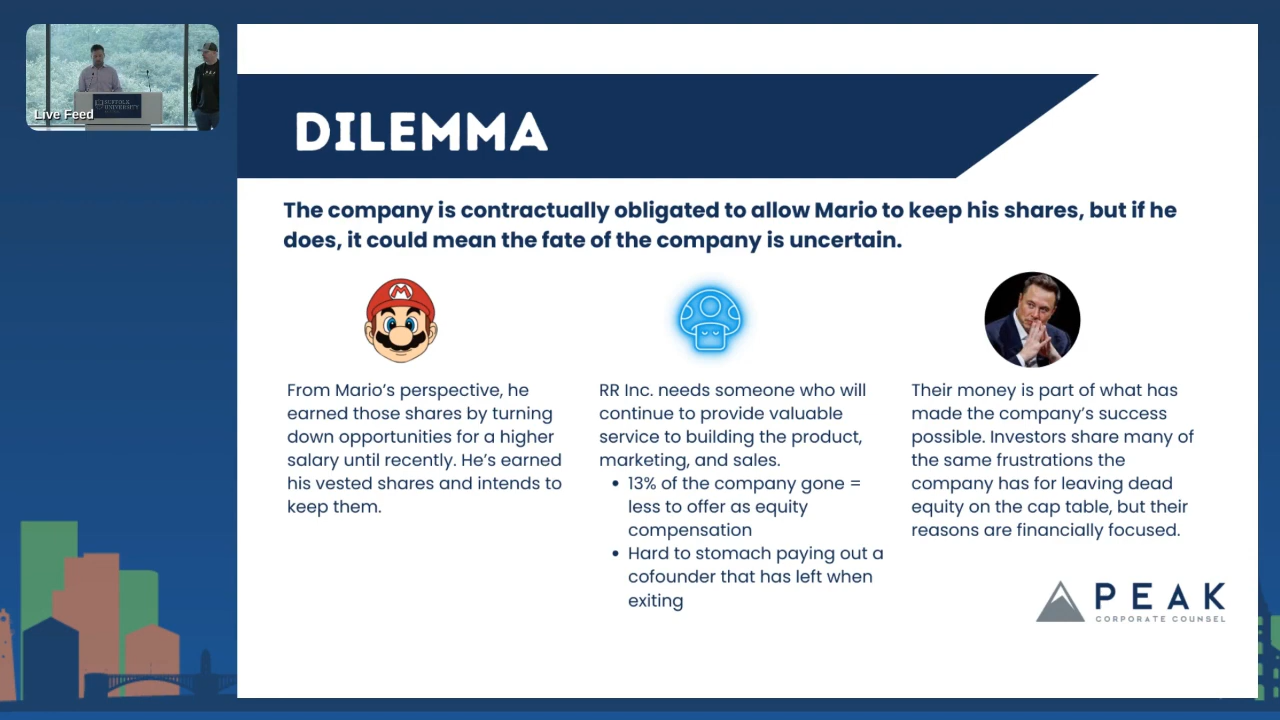 Live Feed
SUFFOLK
UNIVERSITY
DILEMMA
The company is contractually obligated to allow Mario to keep his shares, but if he
does, it could mean the fate of the company is uncertain.
M
From Mario's perspective, he
earned those shares by turning
down opportunities for a higher
salary until recently. He's earned
his vested shares and intends to
keep them.
RR Inc. needs someone who will
continue to provide valuable
service to building the product,
marketing, and sales.
• 13% of the company gone =
less to offer as equity
compensation
• Hard to stomach paying out a
cofounder that has left when
exiting
Their money is part of what has
made the company's success
possible. Investors share many of
the same frustrations the
company has for leaving dead
equity on the cap table, but their
reasons are financially focused.
PEAK
CORPORATE COUNSEL